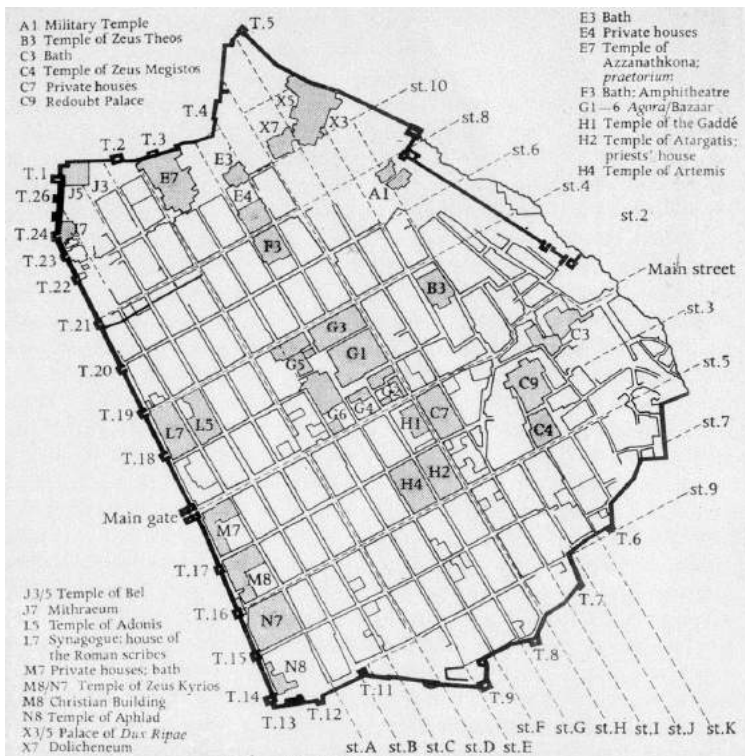 A1 Military Temple
B3 Temple of Zeus Theos
C3 Bath
C4 Temple of Zeus Megistos
C7 Private houses
C9 Redoubt Palace
E3 Bath
E4 Private houses
E7 Temple of
Azzanathkona;
praetorium
F3 Bath; Amphitheatre
G1–6 Agora/Bazaar
H1 Temple of the Gaddé
H2 Temple of Atargatis;
priests' house
H4 Temple of Artemis
T.5
T.4
T.3
T.2
T.1
T.26
T.24
T.23
T.22
T.21
T.20
T.19
T.18
Main gate
T.17
T.16
T.15
T.14
T.13
T.12
T.11
T.9
T.8
T.7
T.6
st.10
st.8
st.6
st.4
st.2
Main street
st.3
st.5
st.7
st.9
X5
X3
X7
E3
E4
E7
J3
J5
J7
F3
A1
B3
C3
G3
G1
G5
G6
G4
C9
C7
C4
H1
H2
H4
L7
L5
M7
M8
N7
N8
J3/5 Temple of Bel
J7 Mithraeum
L5 Temple of Adonis
L7 Synagogue; house of
the Roman scribes
M7 Private houses; bath
M8/N7 Temple of Zeus Kyrios
M8 Christian Building
N8 Temple of Aphlad
X3/5 Palace of Dux Ripae
X7 Dolicheneum
st.A st.B st.C st.D st.E
st.F st.G st.H st.I st.J st.K